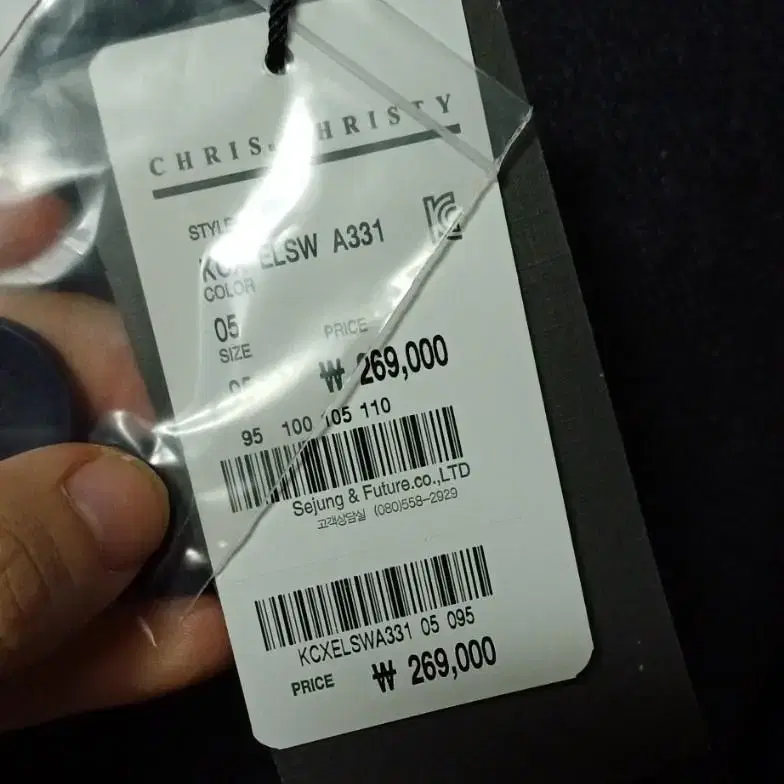 CHRIS.CHRISTY
STYLE
KCXELSW A331
COLOR
05 PRICE
SIZE
95 ₩ 269,000
95 100 105 110
Sejung & Future.co.,LTD
고객상담실 (080)558-2929
KCXELSWA331 05 095
PRICE ₩ 269,000